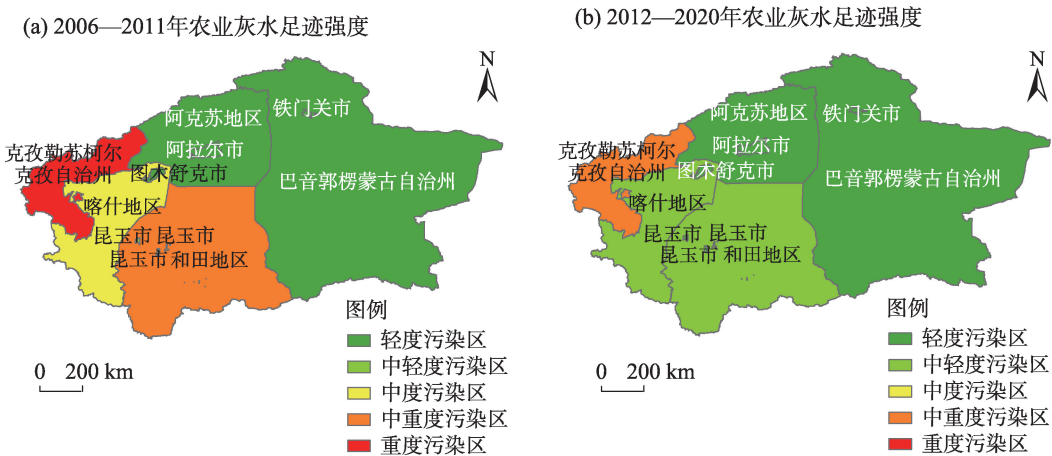 (a) 2006—2011年农业灰水足迹强度
N
铁门关市
阿克苏地区
阿拉尔市
克孜勒苏柯尔
克孜自治州
图木舒克市
巴音郭楞蒙古自治州
喀什地区
昆玉市 昆玉市
昆玉市 和田地区
图例
轻度污染区
中轻度污染区
中度污染区
中重度污染区
重度污染区
0 200 km
(b) 2012—2020年农业灰水足迹强度
N
铁门关市
阿克苏地区
阿拉尔市
克孜勒苏柯尔
克孜自治州
图木舒克市
巴音郭楞蒙古自治州
喀什地区
昆玉市 昆玉市
昆玉市 和田地区
图例
轻度污染区
中轻度污染区
中度污染区
中重度污染区
重度污染区
0 200 km